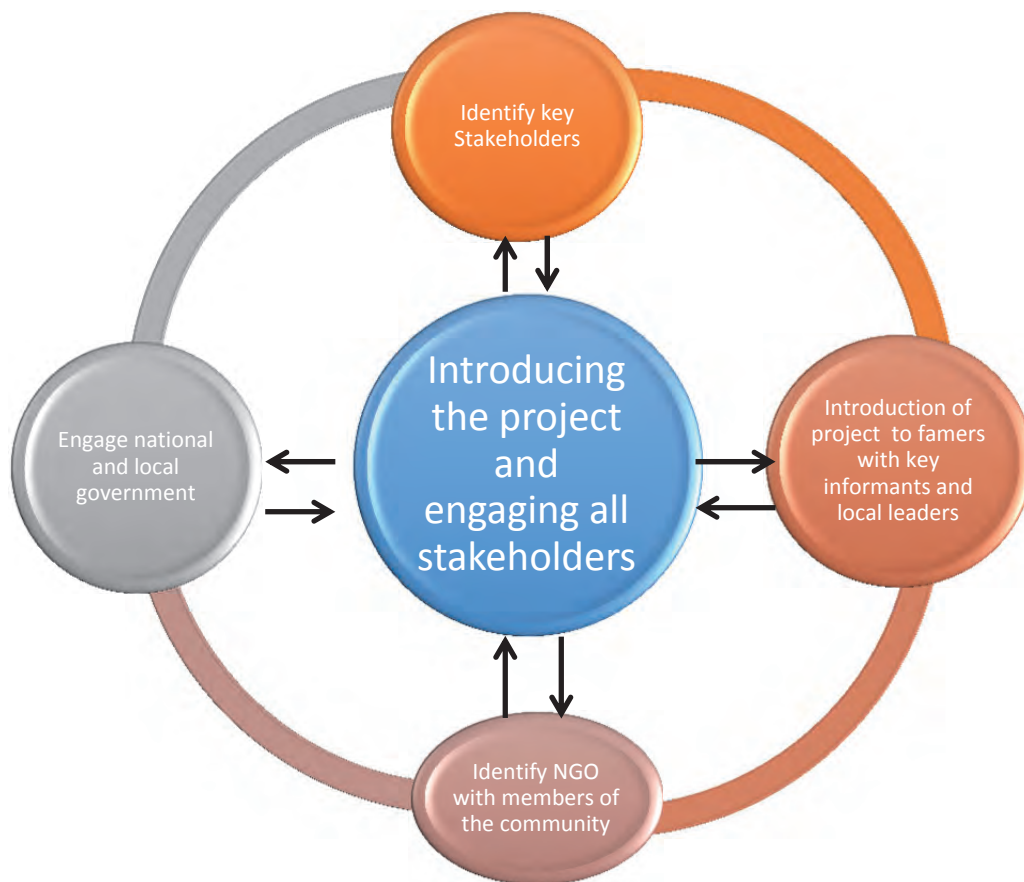 Identify key
Stakeholders
Introducing
the project
and
engaging all
stakeholders
Engage national
and local
government
Introduction of
project to famers
with key
informants and
local leaders
Identify NGO
with members of
the community